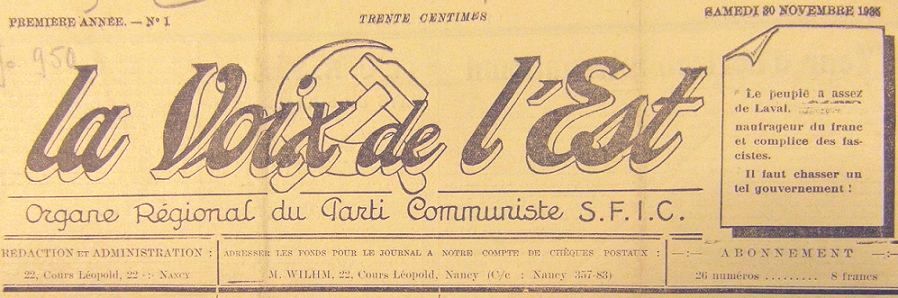 PREMIÈRE ANNÉE. — N° 1
TRENTE CENTIMES
SAMEDI 30 NOVEMBRE 1935
950
la Voix de l'Est
Organe Régional du Parti Communiste S.F.I.C.
Le peuple a assez
de Laval,
naufrageur du franc
et complice des fas-
cistes.
Il faut chasser un
tel gouvernement !
REDACTION ET ADMINISTRATION :
22, Cours Léopold, 22 -:- NANCY
ADRESSER LES FONDS POUR LE JOURNAL A NOTRE COMPTE DE CHÈQUES POSTAUX :
M. WILHM, 22, Cours Léopold, Nancy (C/c : Nancy 357-83)
—:— ABONNEMENT —:—
26 numéros ......... 8 francs